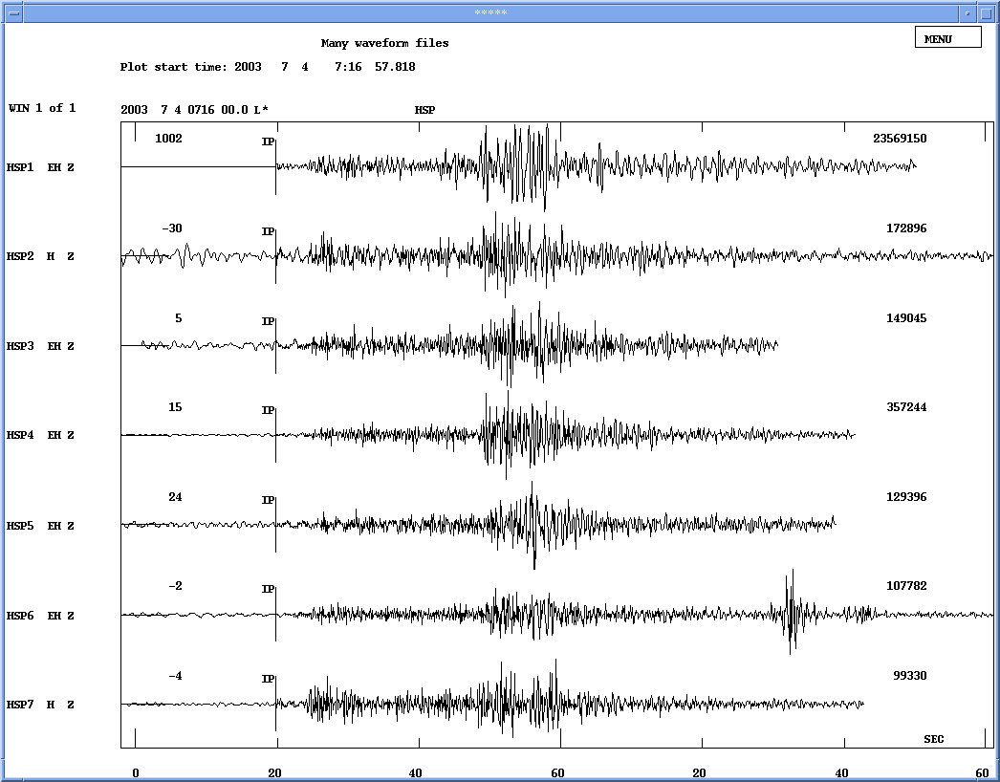 *****
MENU
Many waveform files
Plot start time: 2003 7 4 7:16 57.818
WIN 1 of 1
2003 7 4 0716 00.0 L* HSP
1002 IP 23569150
HSP1 EH Z
-30 IP 172896
HSP2 H Z
5 IP 149045
HSP3 EH Z
15 IP 357244
HSP4 EH Z
24 IP 129396
HSP5 EH Z
-2 IP 107782
HSP6 EH Z
-4 IP 99330
HSP7 H Z
SEC
0 20 40 60 20 40 60